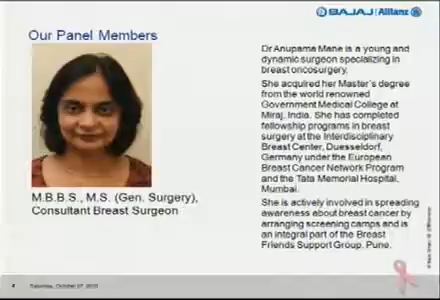 BAJAJ | Allianz
Our Panel Members
Dr Anupama Mane is a young and
dynamic surgeon specializing in
breast oncosurgery.
She acquired her Master's degree
from the world renowned
Government Medical College at
Miraj, India. She has completed
fellowship programs in breast
surgery at the Interdisciplinary
Breast Center, Duesseldorf,
Germany under the European
Breast Cancer Network Program
and the Tata Memorial Hospital,
Mumbai.
She is actively involved in spreading
awareness about breast cancer by
arranging screening camps and is
an integral part of the Breast
Friends Support Group, Pune.
M.B.B.S., M.S. (Gen. Surgery),
Consultant Breast Surgeon
4
Saturday, October